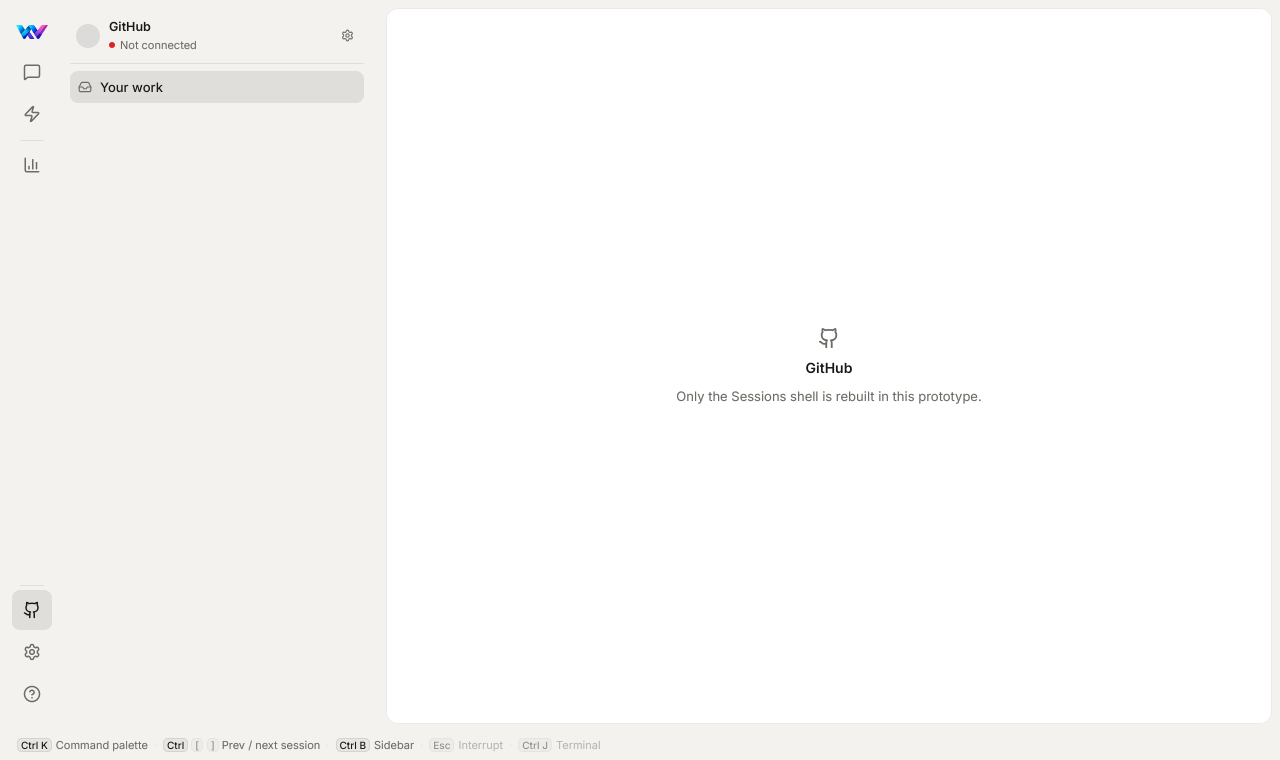 GitHub
Not connected
Your work
GitHub
Only the Sessions shell is rebuilt in this prototype.
Ctrl K Command palette · Ctrl [ ] Prev / next session · Ctrl B Sidebar · Esc Interrupt · Ctrl J Terminal